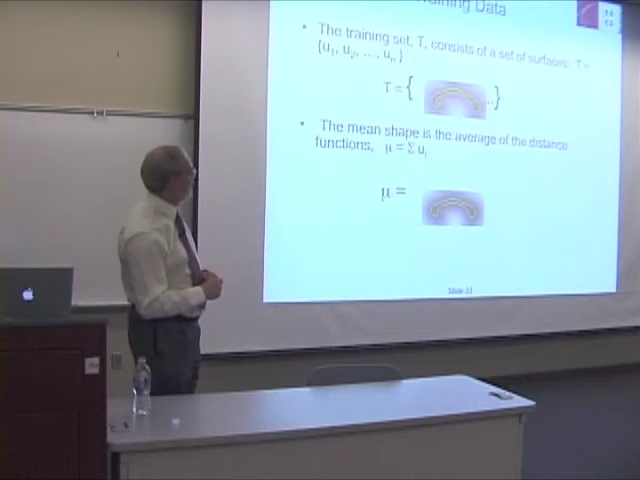 Training Data
• The training set, T, consists of a set of surfaces: T =
{u1, u2, ..., un }
T = { ..}
• The mean shape is the average of the distance
functions, μ = Σ ui
μ =
Slide 33